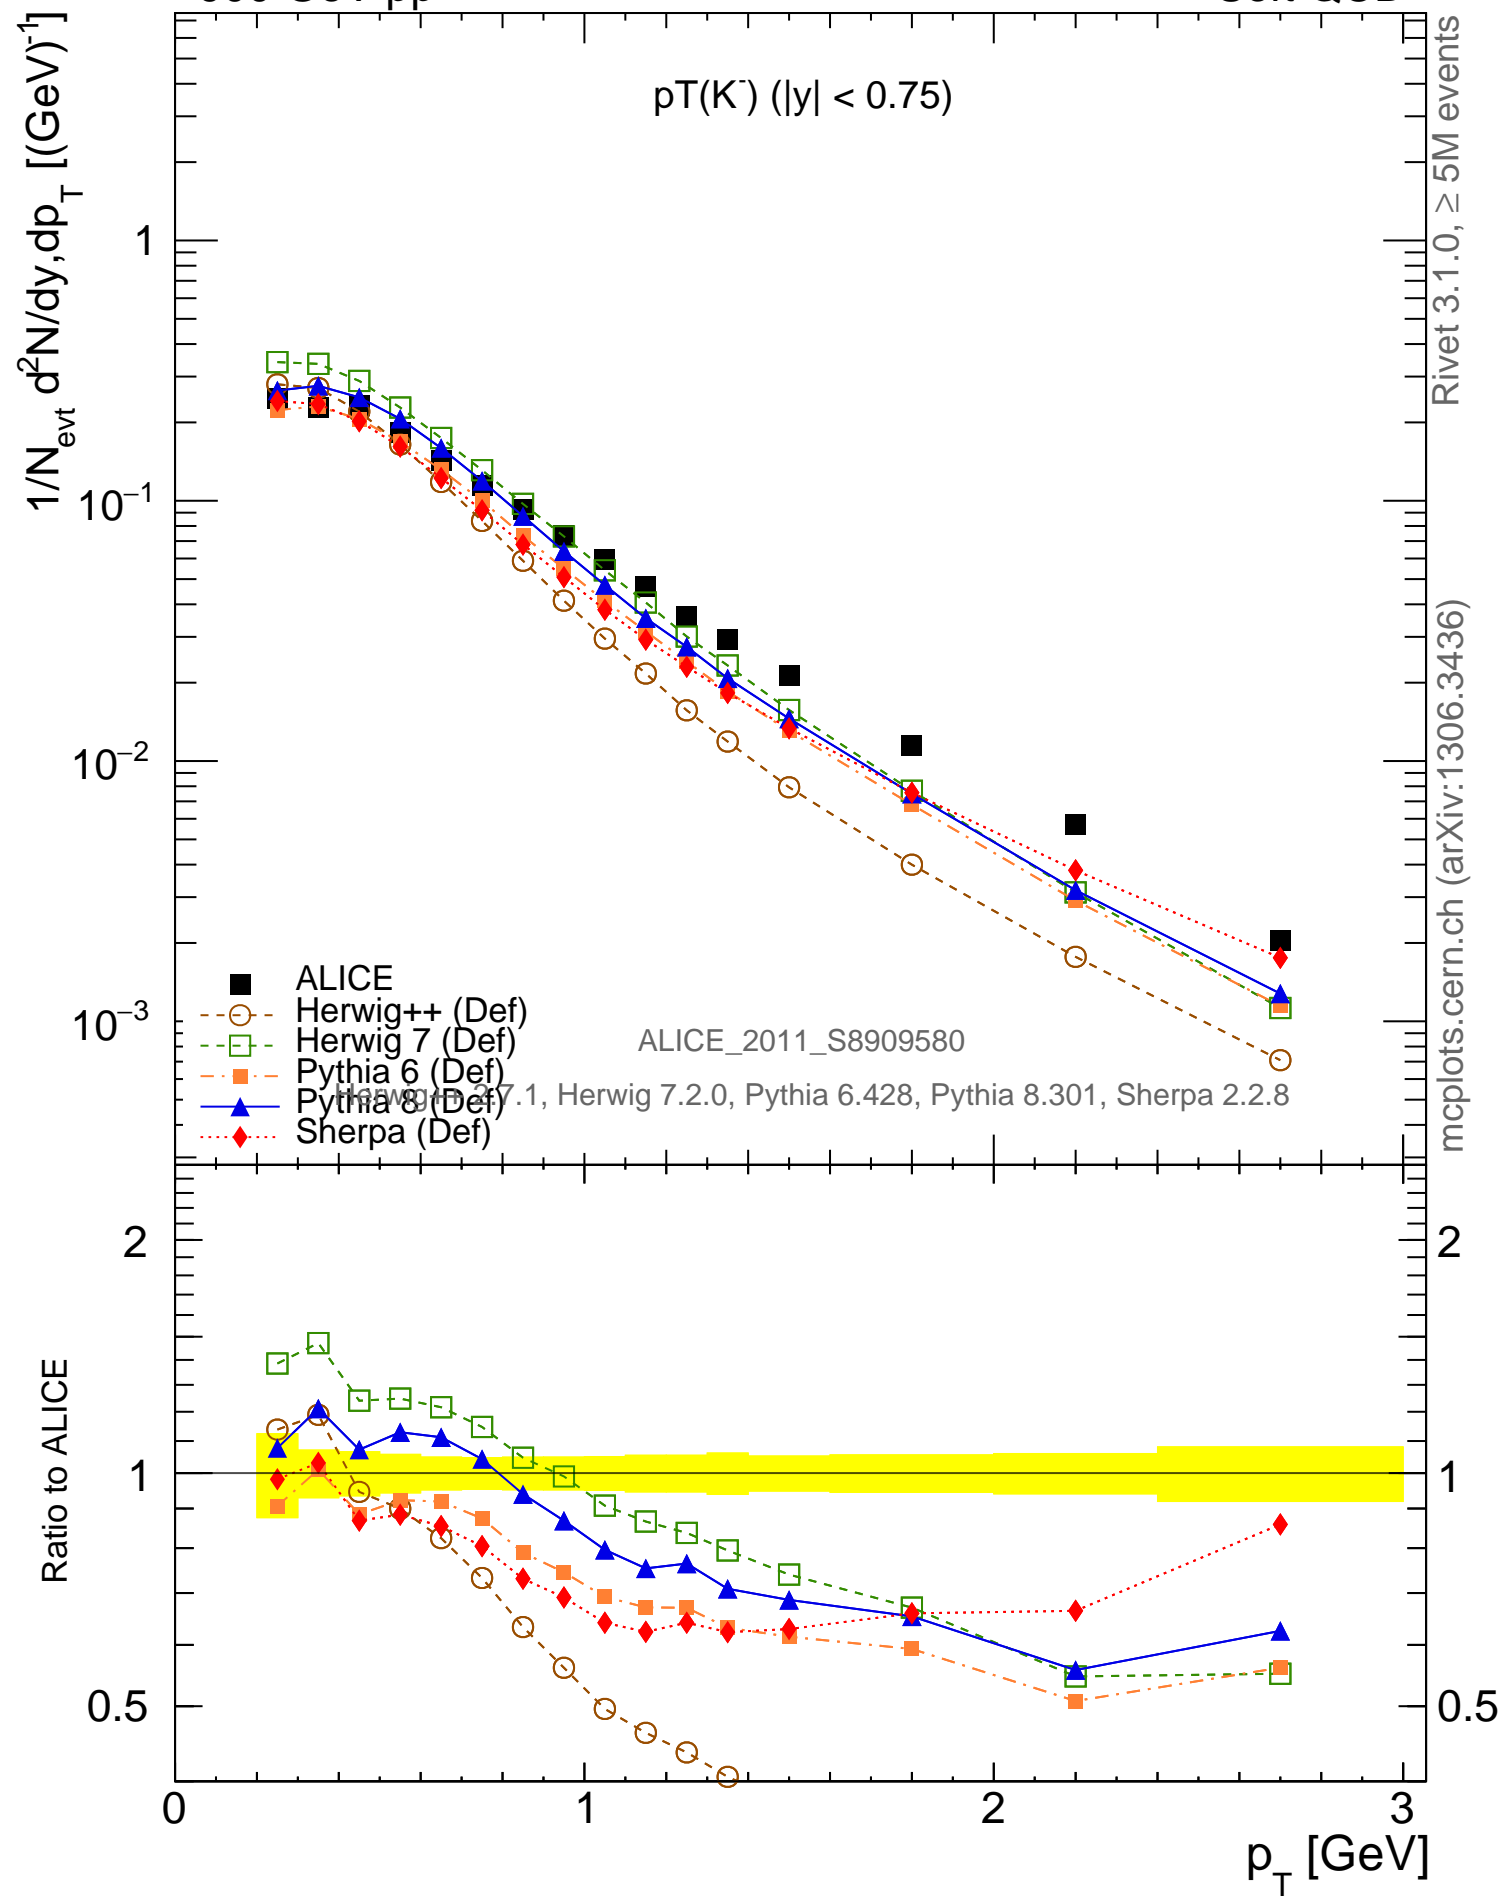 pT(K⁻) (|y| < 0.75)
1/N_evt d²N/dy,dp_T [(GeV)⁻¹]
1
10⁻¹
10⁻²
10⁻³
ALICE
Herwig++ (Def)
Herwig 7 (Def)
Pythia 6 (Def)
Pythia 8 (Def)
Sherpa (Def)
ALICE_2011_S8909580
Herwig++ 2.7.1, Herwig 7.2.0, Pythia 6.428, Pythia 8.301, Sherpa 2.2.8
Rivet 3.1.0, ≥ 5M events
mcplots.cern.ch (arXiv:1306.3436)
Ratio to ALICE
2
1
0.5
2
1
0.5
0
1
2
3
p_T [GeV]